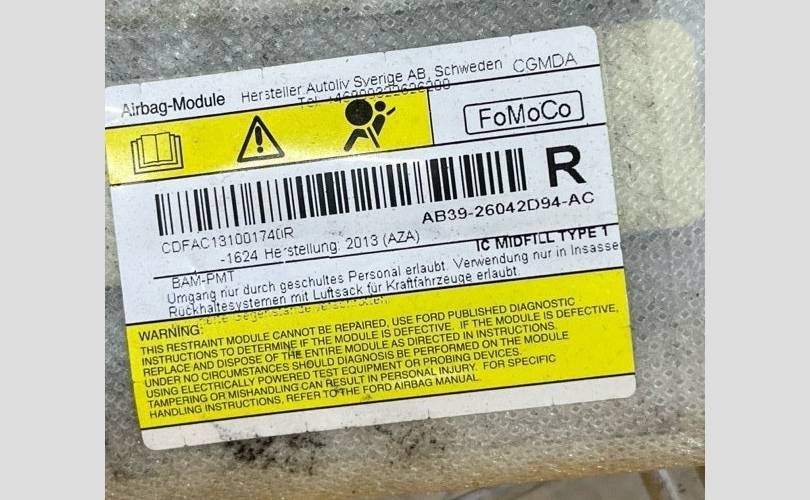 Airbag-Module Hersteller Autoliv Sverige AB, Schweden CGMDA
FoMoCo
R
CDFAC131001740IR
AB39-26042D94-AC
-1624 Herstellung: 2013 (AZA)
IC MIDFILL TYPE 1
BAM-PMT
Umgang nur durch geschultes Personal erlaubt. Verwendung nur in Insasse
Rückhaltesystemen mit Luftsack für Kraftfahrzeuge erlaubt.
WARNING:
THIS RESTRAINT MODULE CANNOT BE REPAIRED, USE FORD PUBLISHED DIAGNOSTIC
INSTRUCTIONS TO DETERMINE IF THE MODULE IS DEFECTIVE. IF THE MODULE IS DEFECTIVE,
REPLACE AND DISPOSE OF THE ENTIRE MODULE AS DIRECTED IN INSTRUCTIONS.
UNDER NO CIRCUMSTANCES SHOULD DIAGNOSIS BE PERFORMED ON THE MODULE
USING ELECTRICALLY POWERED TEST EQUIPMENT OR PROBING DEVICES.
TAMPERING OR MISHANDLING CAN RESULT IN PERSONAL INJURY. FOR SPECIFIC
HANDLING INSTRUCTIONS, REFER TO THE FORD AIRBAG MANUAL.